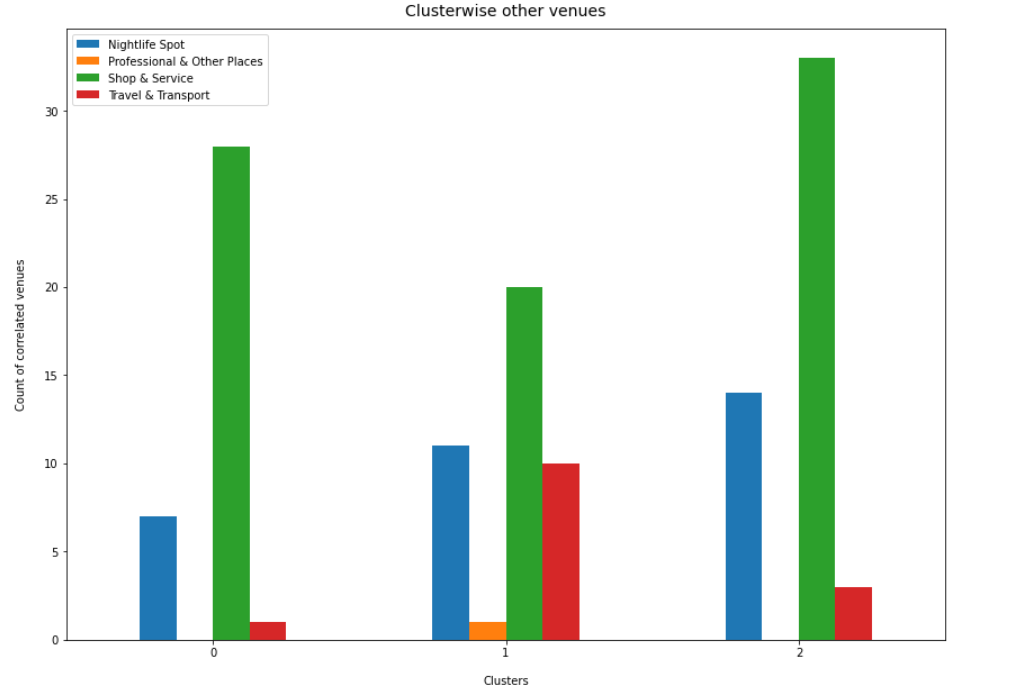 Clusterwise other venues
Nightlife Spot
Professional & Other Places
Shop & Service
Travel & Transport
30
25
20
15
10
5
0
Count of correlated venues
0 1 2
Clusters